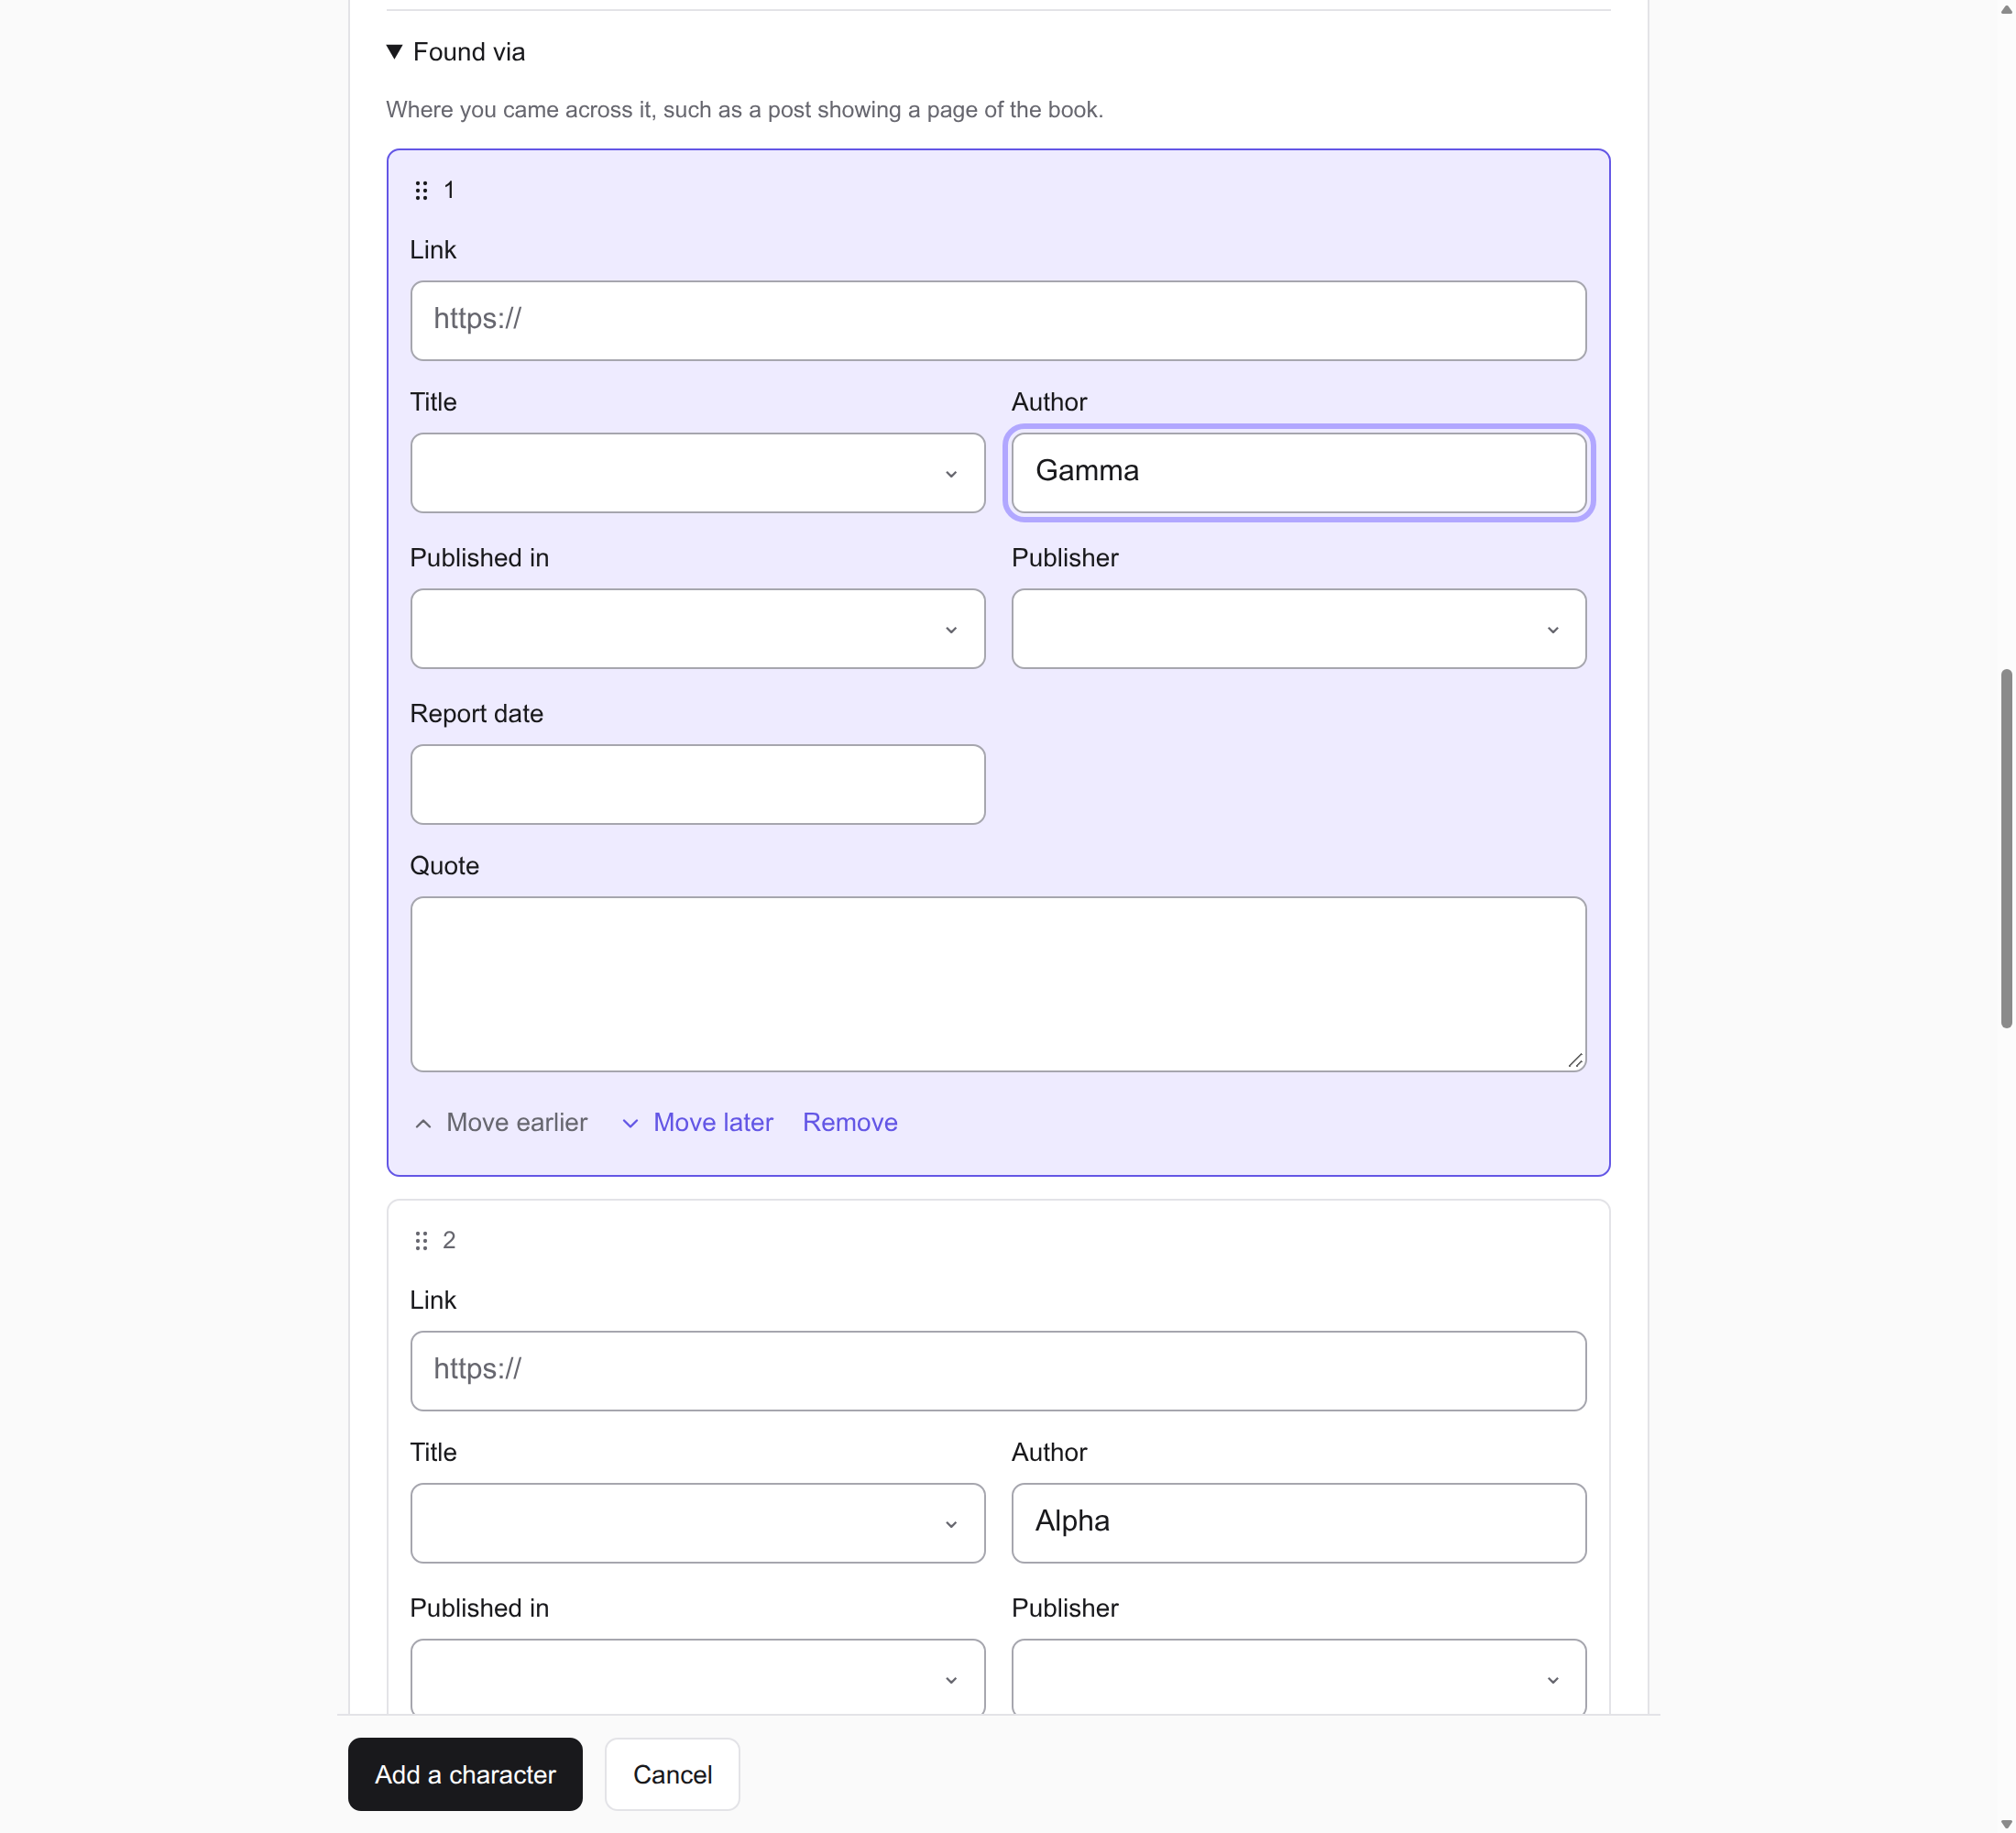 Found via
Where you came across it, such as a post showing a page of the book.
1
Link
https://
Title
Author
Gamma
Published in
Publisher
Report date
Quote
Move earlier
Move later
Remove
2
Link
https://
Title
Author
Alpha
Published in
Publisher
Add a character
Cancel